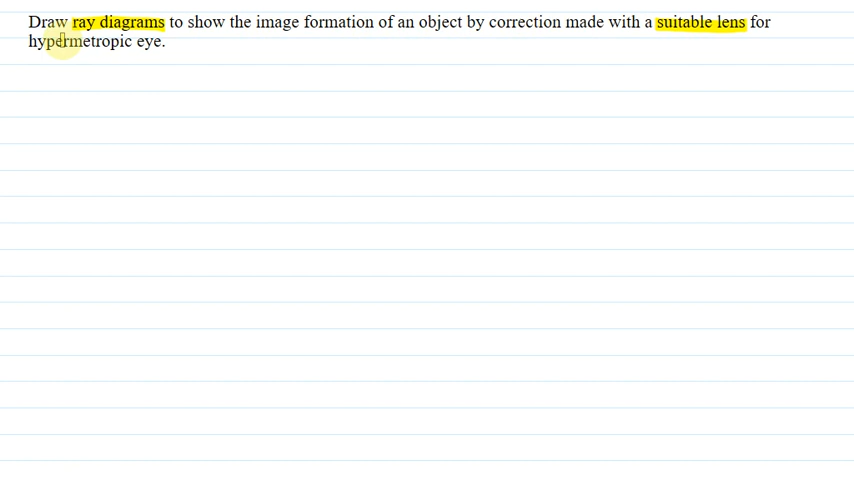 Draw ray diagrams to show the image formation of an object by correction made with a suitable lens for
hypermetropic eye.